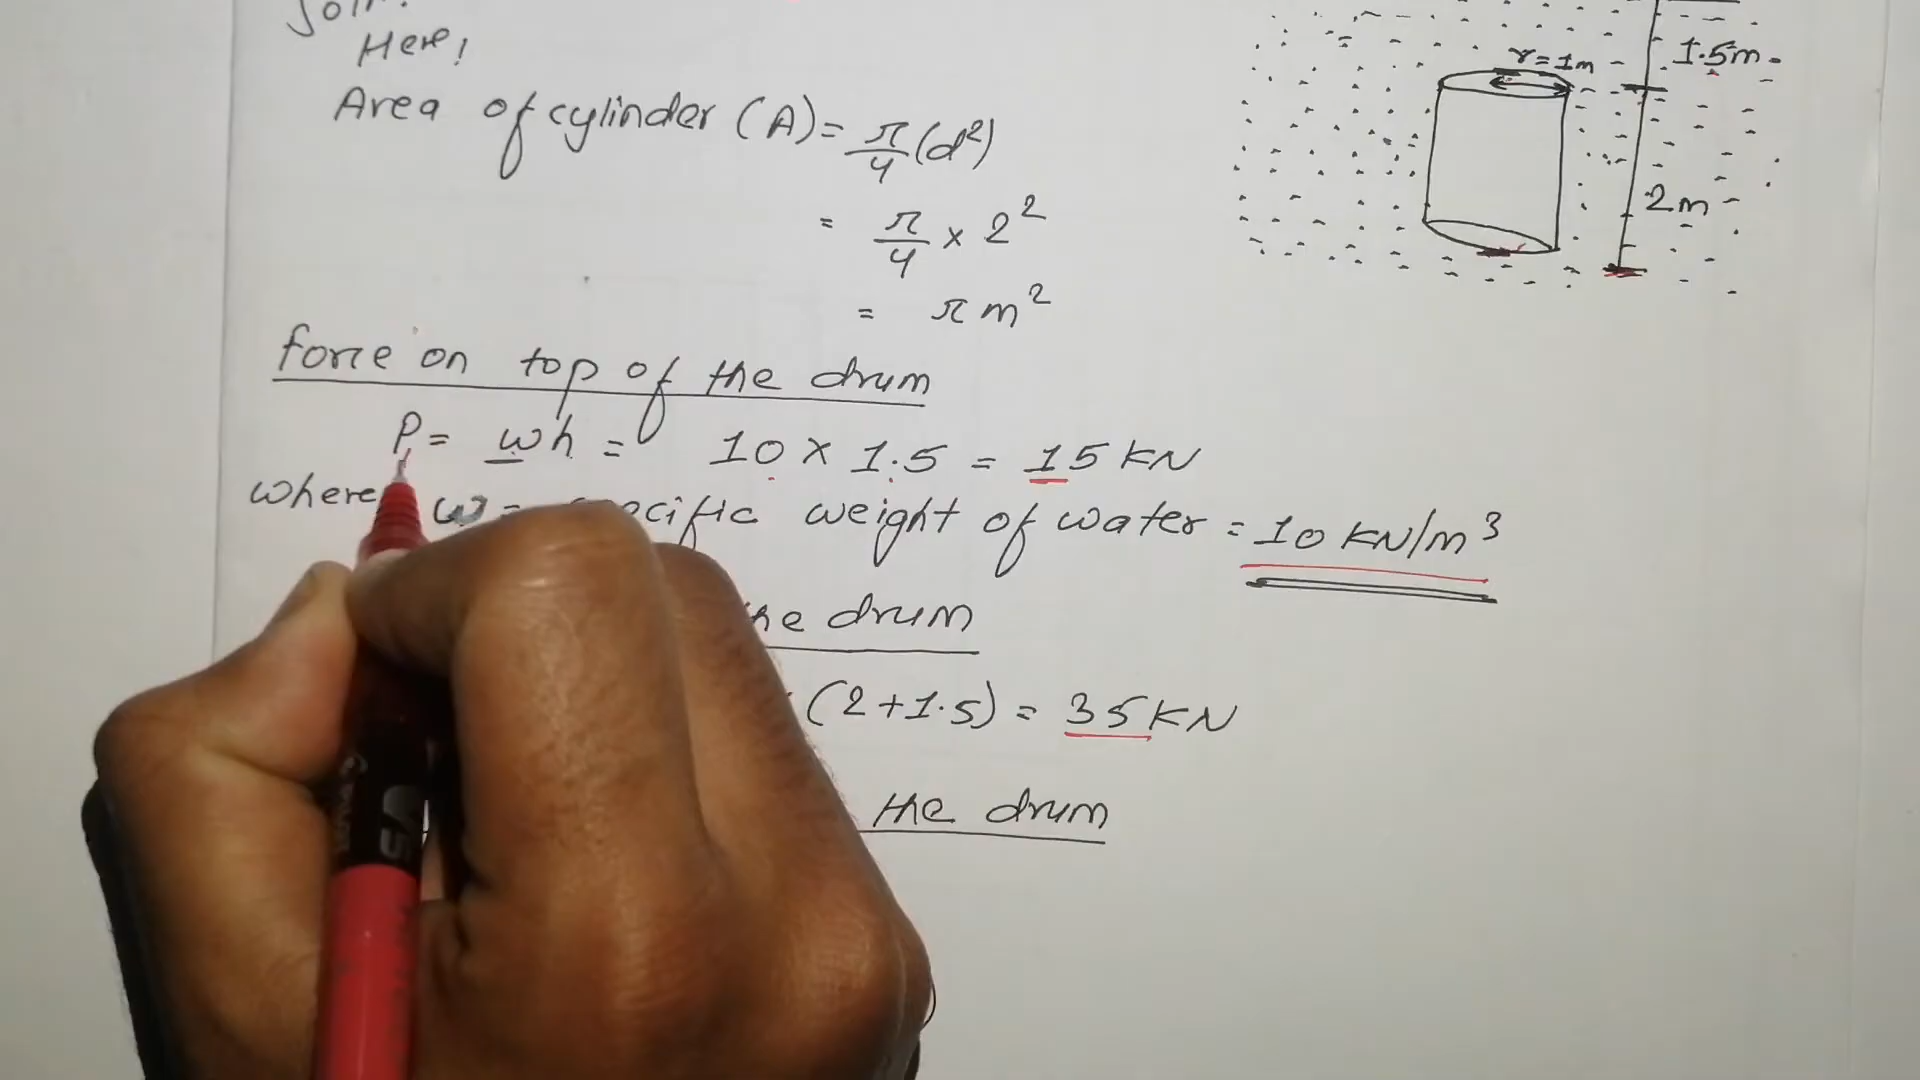 Here!
Area of cylinder (A) = π/4 (d²)
= π/4 × 2²
= π m²
r = 1m
1.5m
2m
force on top of the drum
P = wh = 10 × 1.5 = 15 KN
where w = specific weight of water = 10 KN/m³
the drum
(2+1.5) = 35 KN
the drum
V5